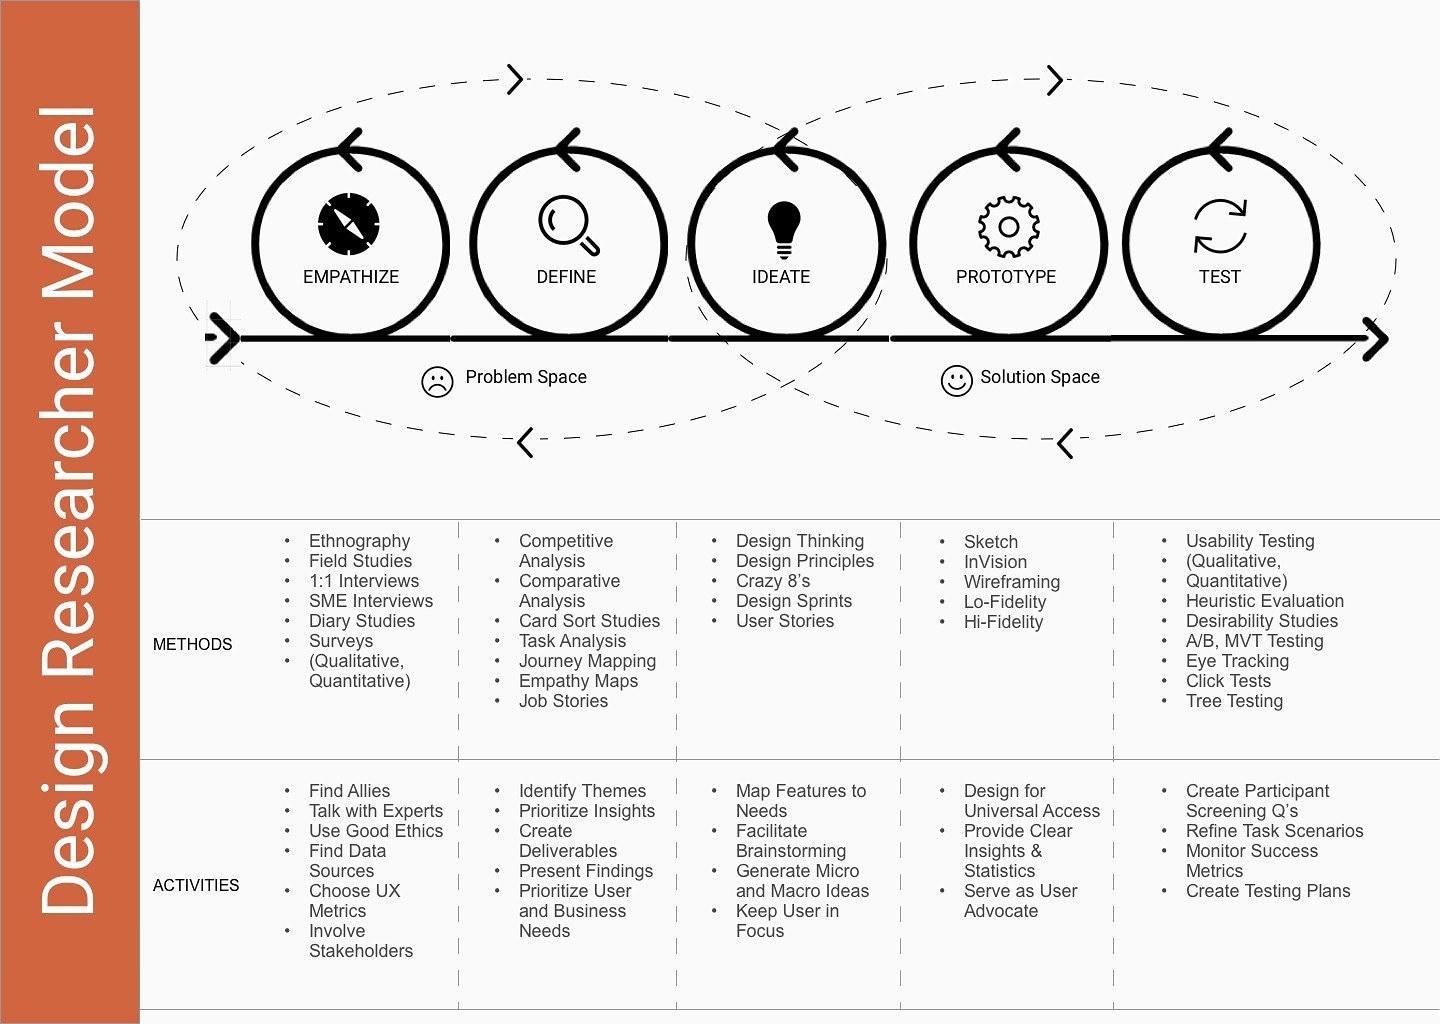 Design Researcher Model
EMPATHIZE
DEFINE
IDEATE
PROTOTYPE
TEST
Problem Space
Solution Space
METHODS
• Ethnography
• Field Studies
• 1:1 Interviews
• SME Interviews
• Diary Studies
• Surveys
• (Qualitative,
Quantitative)
• Competitive
Analysis
• Comparative
Analysis
• Card Sort Studies
• Task Analysis
• Journey Mapping
• Empathy Maps
• Job Stories
• Design Thinking
• Design Principles
• Crazy 8's
• Design Sprints
• User Stories
• Sketch
• InVision
• Wireframing
• Lo-Fidelity
• Hi-Fidelity
• Usability Testing
• (Qualitative,
• Quantitative)
• Heuristic Evaluation
• Desirability Studies
• A/B, MVT Testing
• Eye Tracking
• Click Tests
• Tree Testing
ACTIVITIES
• Find Allies
• Talk with Experts
• Use Good Ethics
• Find Data
Sources
• Choose UX
Metrics
• Involve
Stakeholders
• Identify Themes
• Prioritize Insights
• Create
Deliverables
• Present Findings
• Prioritize User
and Business
Needs
• Map Features to
Needs
• Facilitate
Brainstorming
• Generate Micro
and Macro Ideas
• Keep User in
Focus
• Design for
Universal Access
• Provide Clear
Insights &
Statistics
• Serve as User
Advocate
• Create Participant
Screening Q's
• Refine Task Scenarios
• Monitor Success
Metrics
• Create Testing Plans